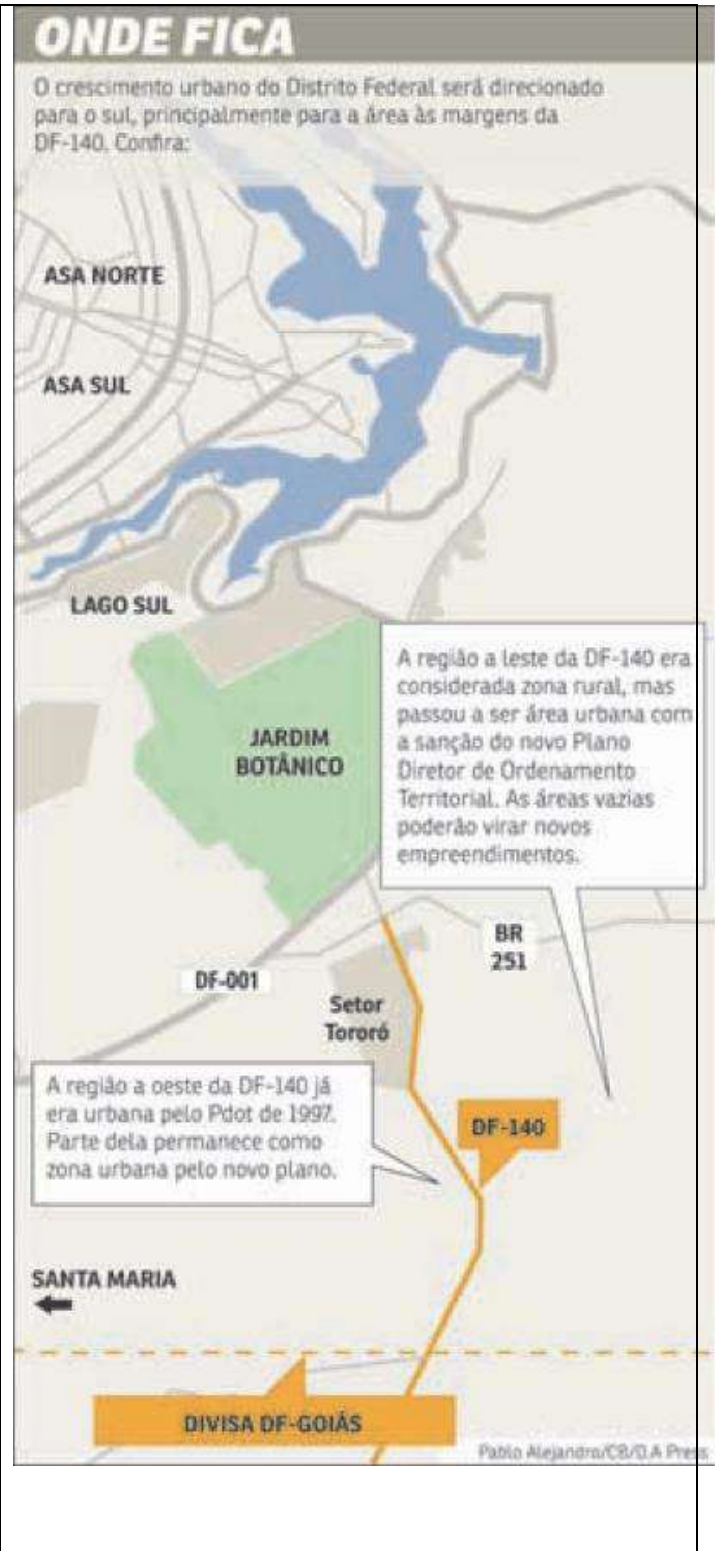 ONDE FICA
O crescimento urbano do Distrito Federal será direcionado
para o sul, principalmente para a área às margens da
DF-140. Confira:
ASA NORTE
ASA SUL
LAGO SUL
A região a leste da DF-140 era
considerada zona rural, mas
passou a ser área urbana com
a sanção do novo Plano
Diretor de Ordenamento
Territorial. As áreas vazias
poderão virar novos
empreendimentos.
JARDIM
BOTÂNICO
BR
251
DF-001
Setor
Tororó
A região a oeste da DF-140 já
era urbana pelo Pdot de 1997.
Parte dela permanece como
zona urbana pelo novo plano.
DF-140
SANTA MARIA
DIVISA DF-GOIÁS
Pablo Alejandro/CB/D.A Press